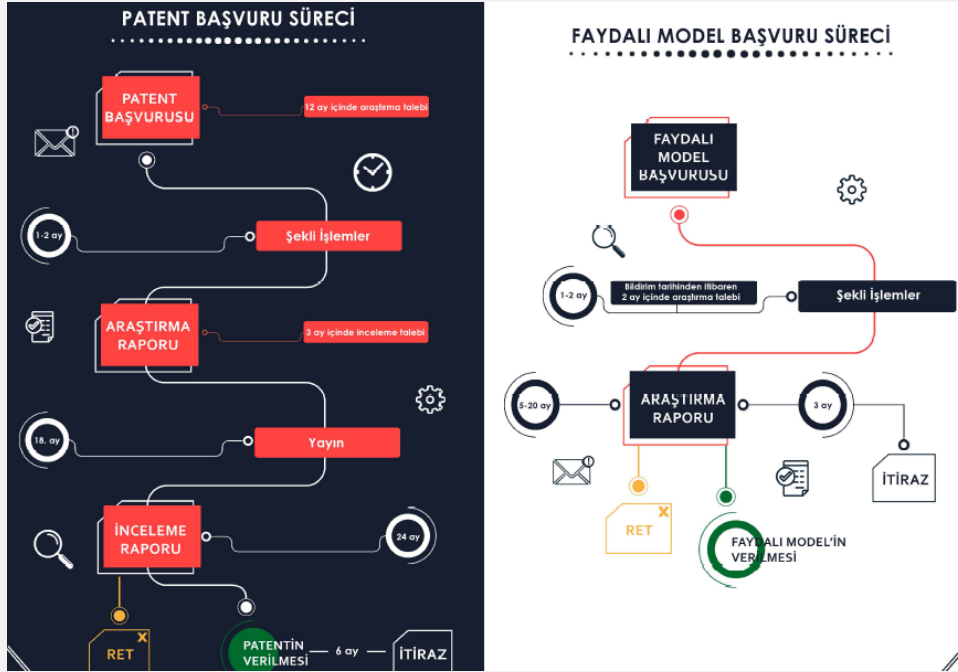 PATENT BAŞVURU SÜRECİ
PATENT
BAŞVURUSU
12 ay içinde araştırma talebi
1-2 ay
Şekli İşlemler
ARAŞTIRMA
RAPORU
3 ay içinde inceleme talebi
18. ay
Yayın
İNCELEME
RAPORU
24 ay
RET
PATENTİN
VERİLMESİ
6 ay
İTİRAZ
FAYDALI MODEL BAŞVURU SÜRECİ
FAYDALI
MODEL
BAŞVURUSU
1-2 ay
Bildirim tarihinden itibaren
2 ay içinde araştırma talebi
Şekli İşlemler
5-20 ay
ARAŞTIRMA
RAPORU
3 ay
İTİRAZ
RET
FAYDALI MODEL'İN
VERİLMESİ